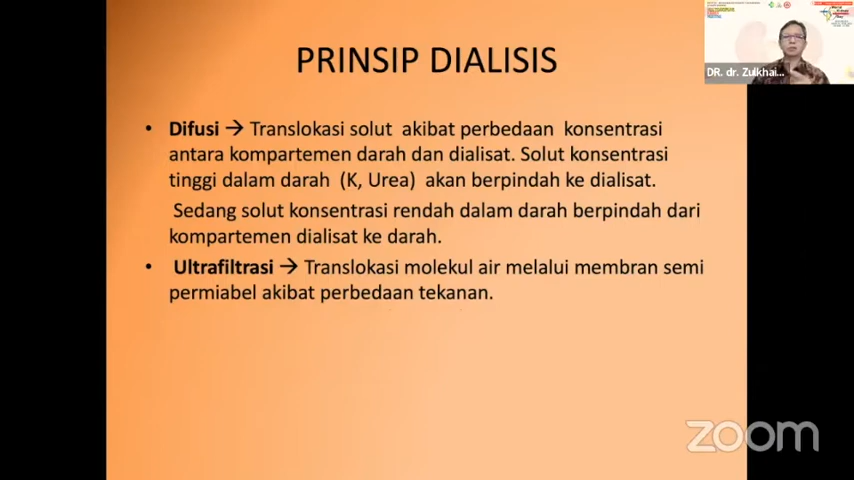 PRINSIP DIALISIS
DR. dr. Zulkhai...
• Difusi → Translokasi solut akibat perbedaan konsentrasi
antara kompartemen darah dan dialisat. Solut konsentrasi
tinggi dalam darah (K, Urea) akan berpindah ke dialisat.
Sedang solut konsentrasi rendah dalam darah berpindah dari
kompartemen dialisat ke darah.
• Ultrafiltrasi → Translokasi molekul air melalui membran semi
permiabel akibat perbedaan tekanan.
zoom